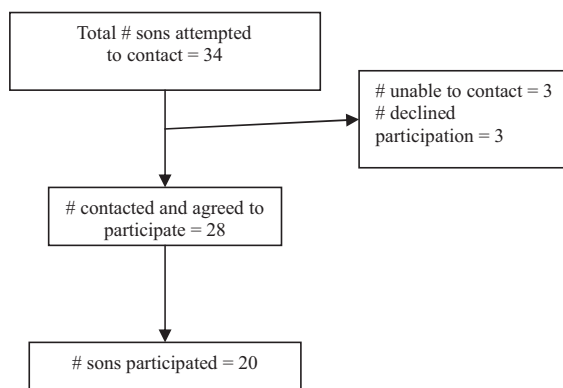 Total # sons attempted
to contact = 34
# unable to contact = 3
# declined
participation = 3
# contacted and agreed to
participate = 28
# sons participated = 20